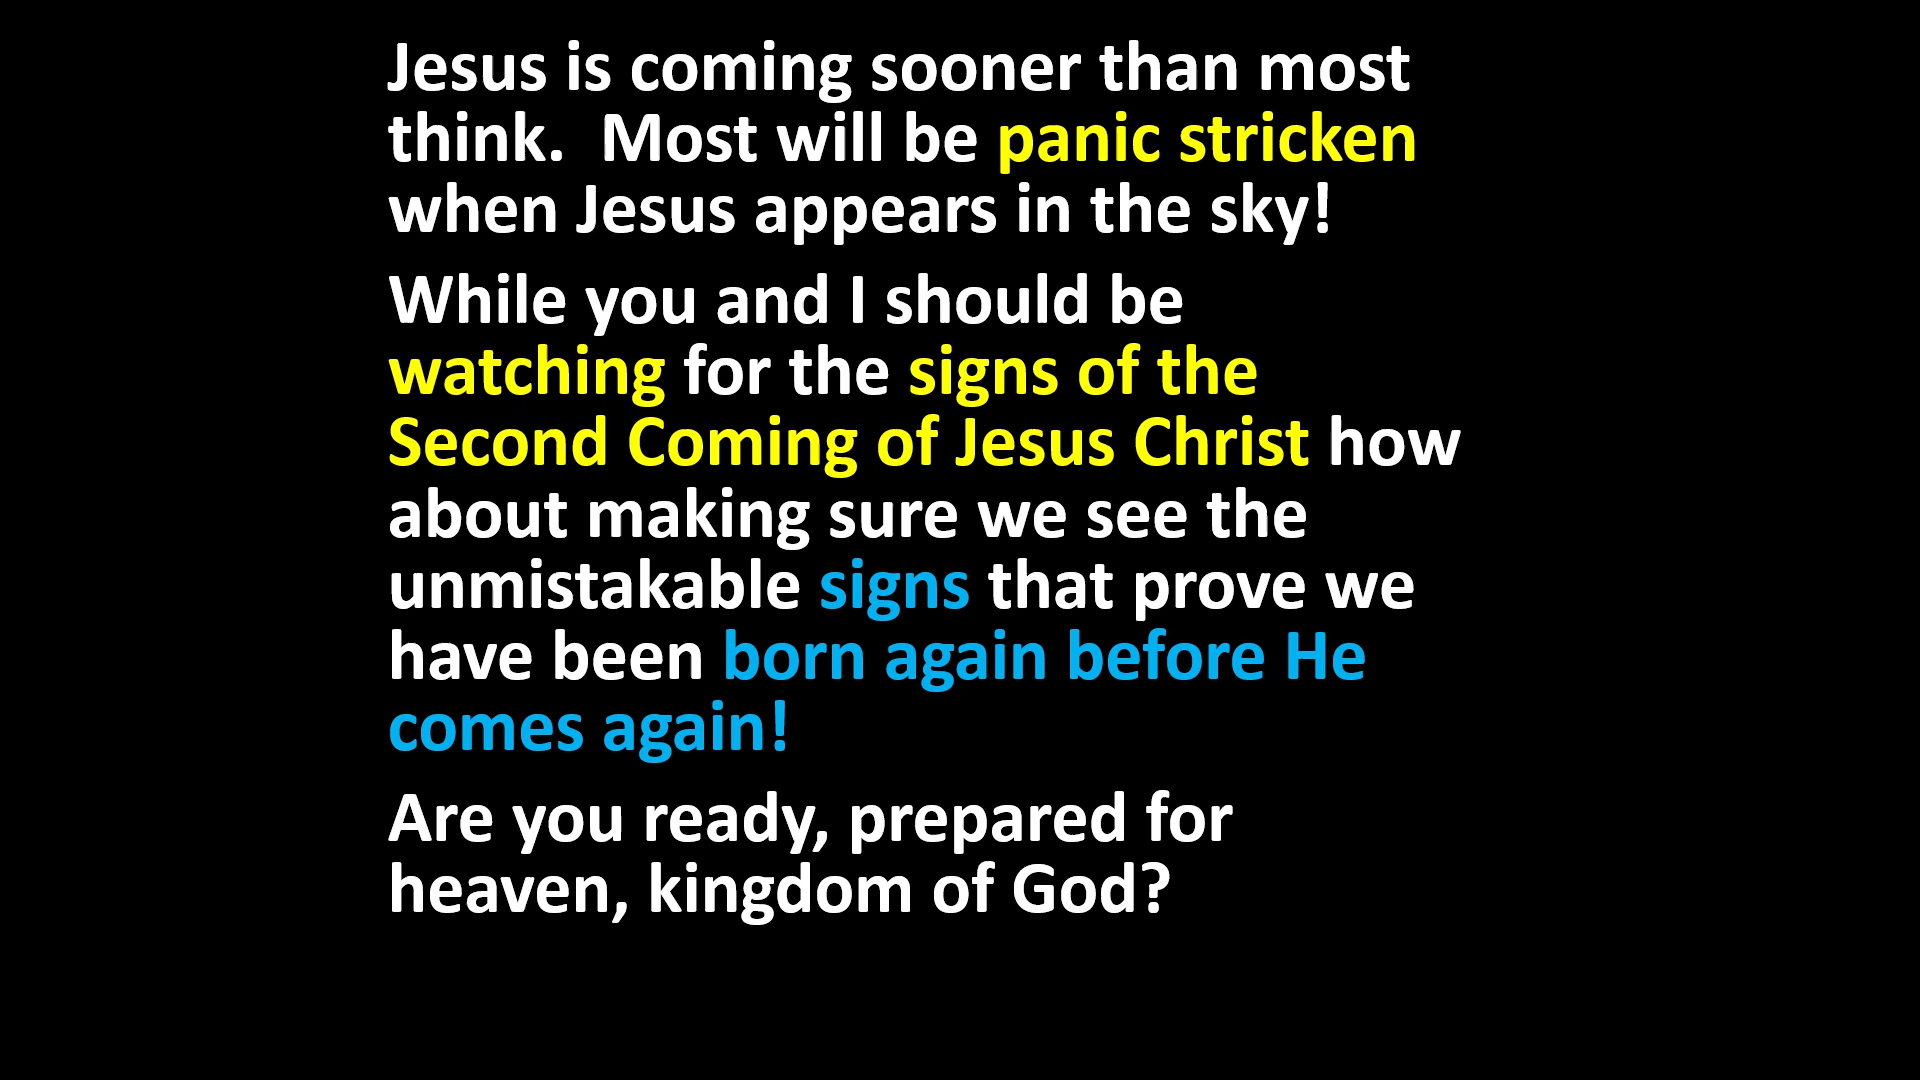 Jesus is coming sooner than most
think.  Most will be panic stricken
when Jesus appears in the sky!
While you and I should be
watching for the signs of the
Second Coming of Jesus Christ how
about making sure we see the
unmistakable signs that prove we
have been born again before He
comes again!
Are you ready, prepared for
heaven, kingdom of God?